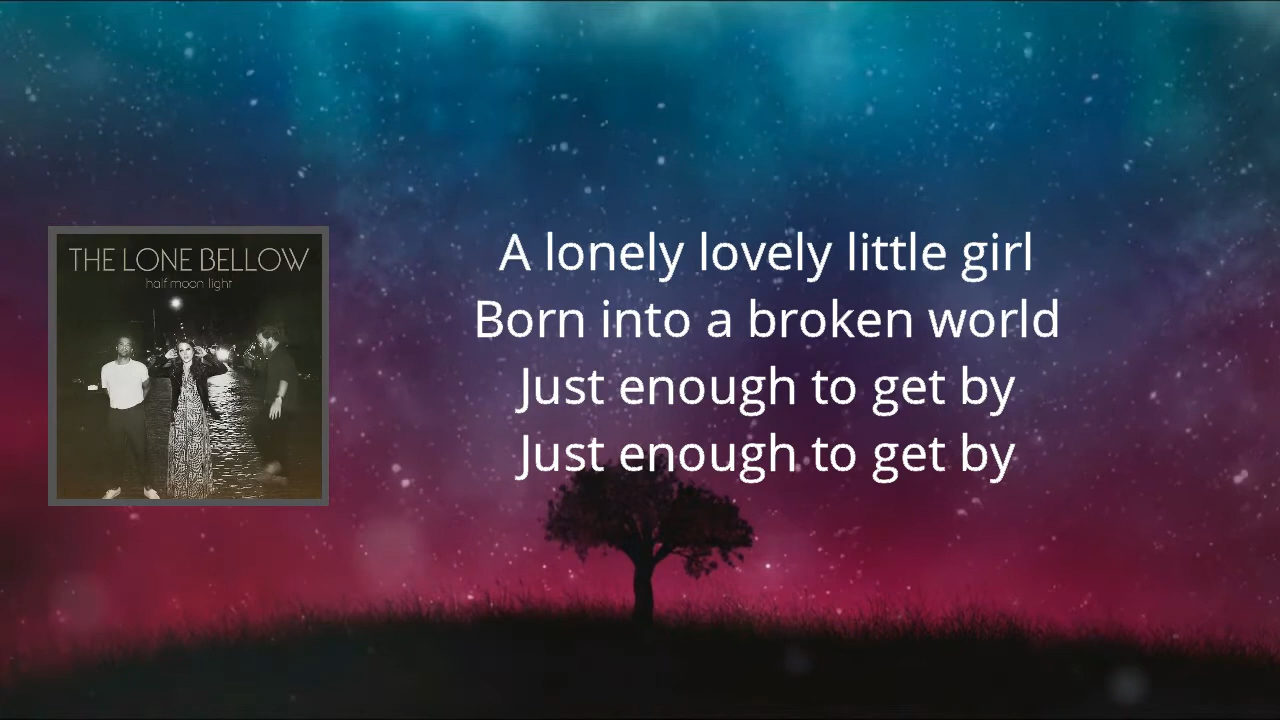 THE LONE BELLOW
half moon light
A lonely lovely little girl
Born into a broken world
Just enough to get by
Just enough to get by